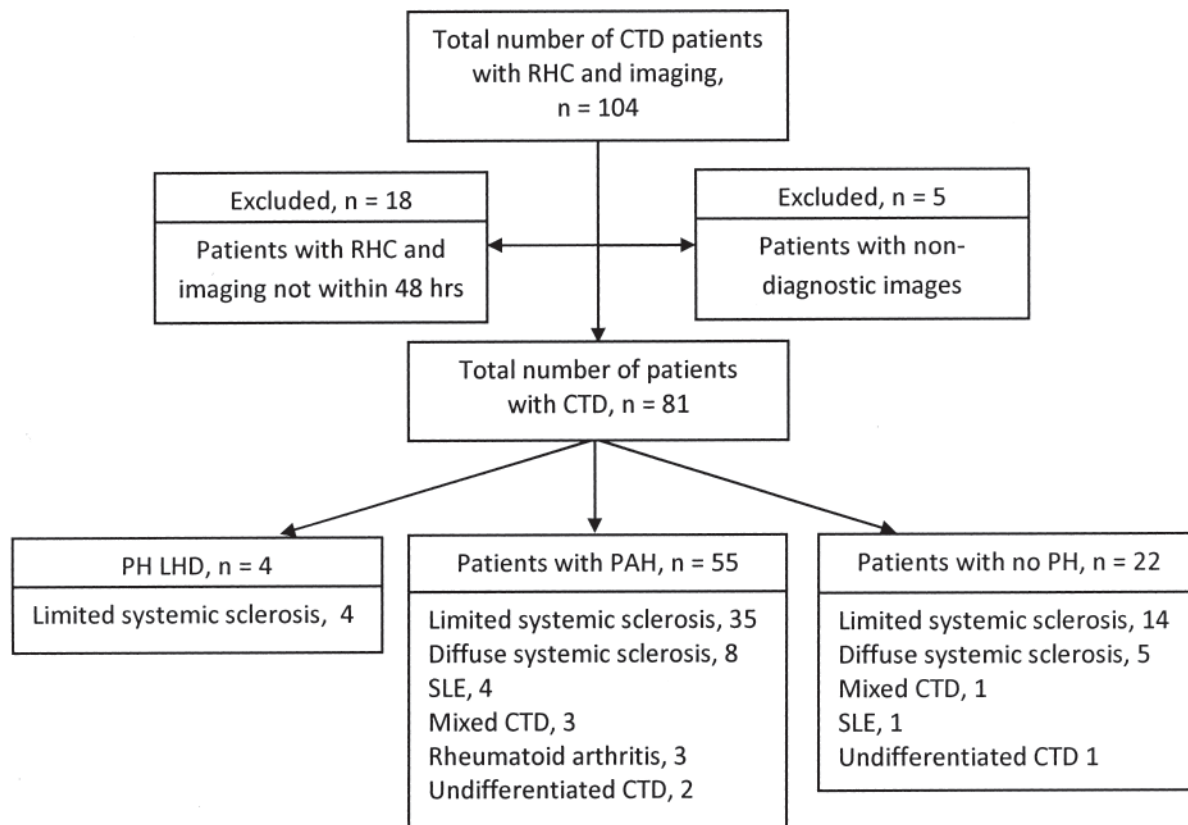 Total number of CTD patients
with RHC and imaging,
n = 104
Excluded, n = 18
Patients with RHC and
imaging not within 48 hrs
Excluded, n = 5
Patients with non-
diagnostic images
Total number of patients
with CTD, n = 81
PH LHD, n = 4
Limited systemic sclerosis, 4
Patients with PAH, n = 55
Limited systemic sclerosis, 35
Diffuse systemic sclerosis, 8
SLE, 4
Mixed CTD, 3
Rheumatoid arthritis, 3
Undifferentiated CTD, 2
Patients with no PH, n = 22
Limited systemic sclerosis, 14
Diffuse systemic sclerosis, 5
Mixed CTD, 1
SLE, 1
Undifferentiated CTD 1